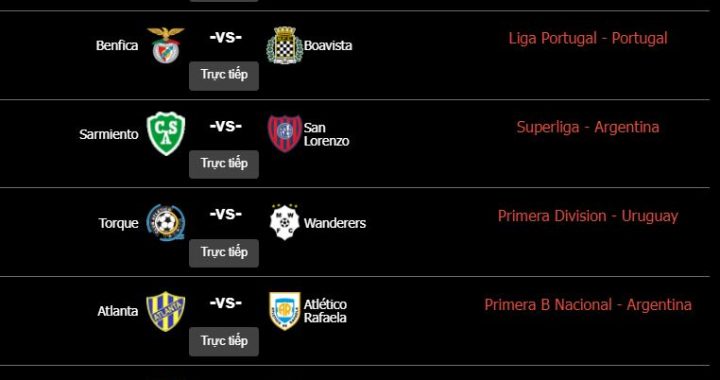 Benfica -vs- Boavista Liga Portugal - Portugal
Trực tiếp
Sarmiento -vs- San Lorenzo Superliga - Argentina
Trực tiếp
Torque -vs- Wanderers Primera Division - Uruguay
Trực tiếp
Atlanta -vs- Atlético Rafaela Primera B Nacional - Argentina
Trực tiếp